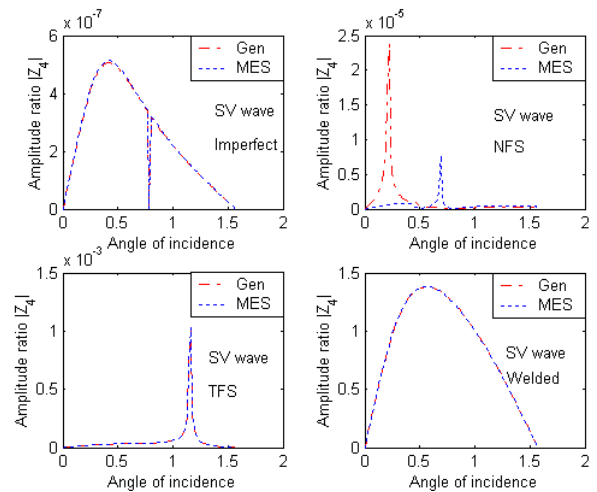 x 10-7
Amplitude ratio |Z4|
8
6
4
2
0
0 0.5 1 1.5 2
Angle of incidence
Gen
MES
SV wave
Imperfect
x 10-5
Amplitude ratio |Z4|
2.5
2
1.5
1
0.5
0
0 0.5 1 1.5 2
Angle of incidence
Gen
MES
SV wave
NFS
x 10-3
Amplitude ratio |Z4|
1.5
1
0.5
0
0 0.5 1 1.5 2
Angle of incidence
Gen
MES
SV wave
TFS
Amplitude ratio |Z4|
1.5
1
0.5
0
0 0.5 1 1.5 2
Angle of incidence
Gen
MES
SV wave
Welded